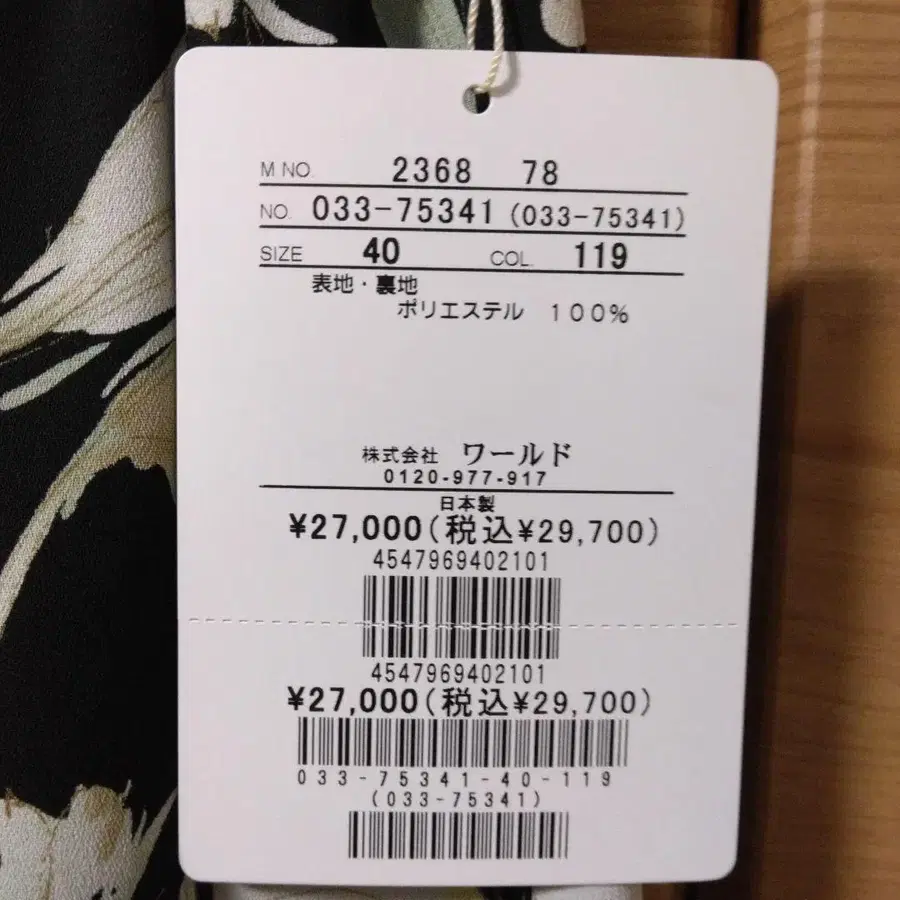 M NO. 2368 78
NO. 033-75341 (033-75341)
SIZE 40 COL. 119
表地・裏地
ポリエステル 100%
株式会社 ワールド
0120-977-917
日本製
¥27,000(税込¥29,700)
4547969402101
4547969402101
¥27,000(税込¥29,700)
033-75341-40-119
(033-75341)